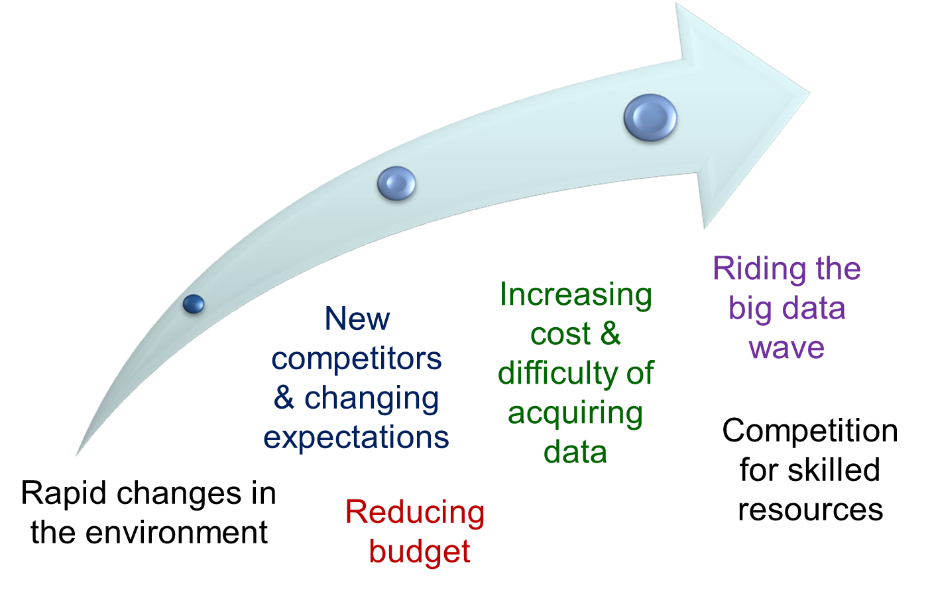 Rapid changes in
the environment
New
competitors
& changing
expectations
Reducing
budget
Increasing
cost &
difficulty of
acquiring
data
Riding the
big data
wave
Competition
for skilled
resources